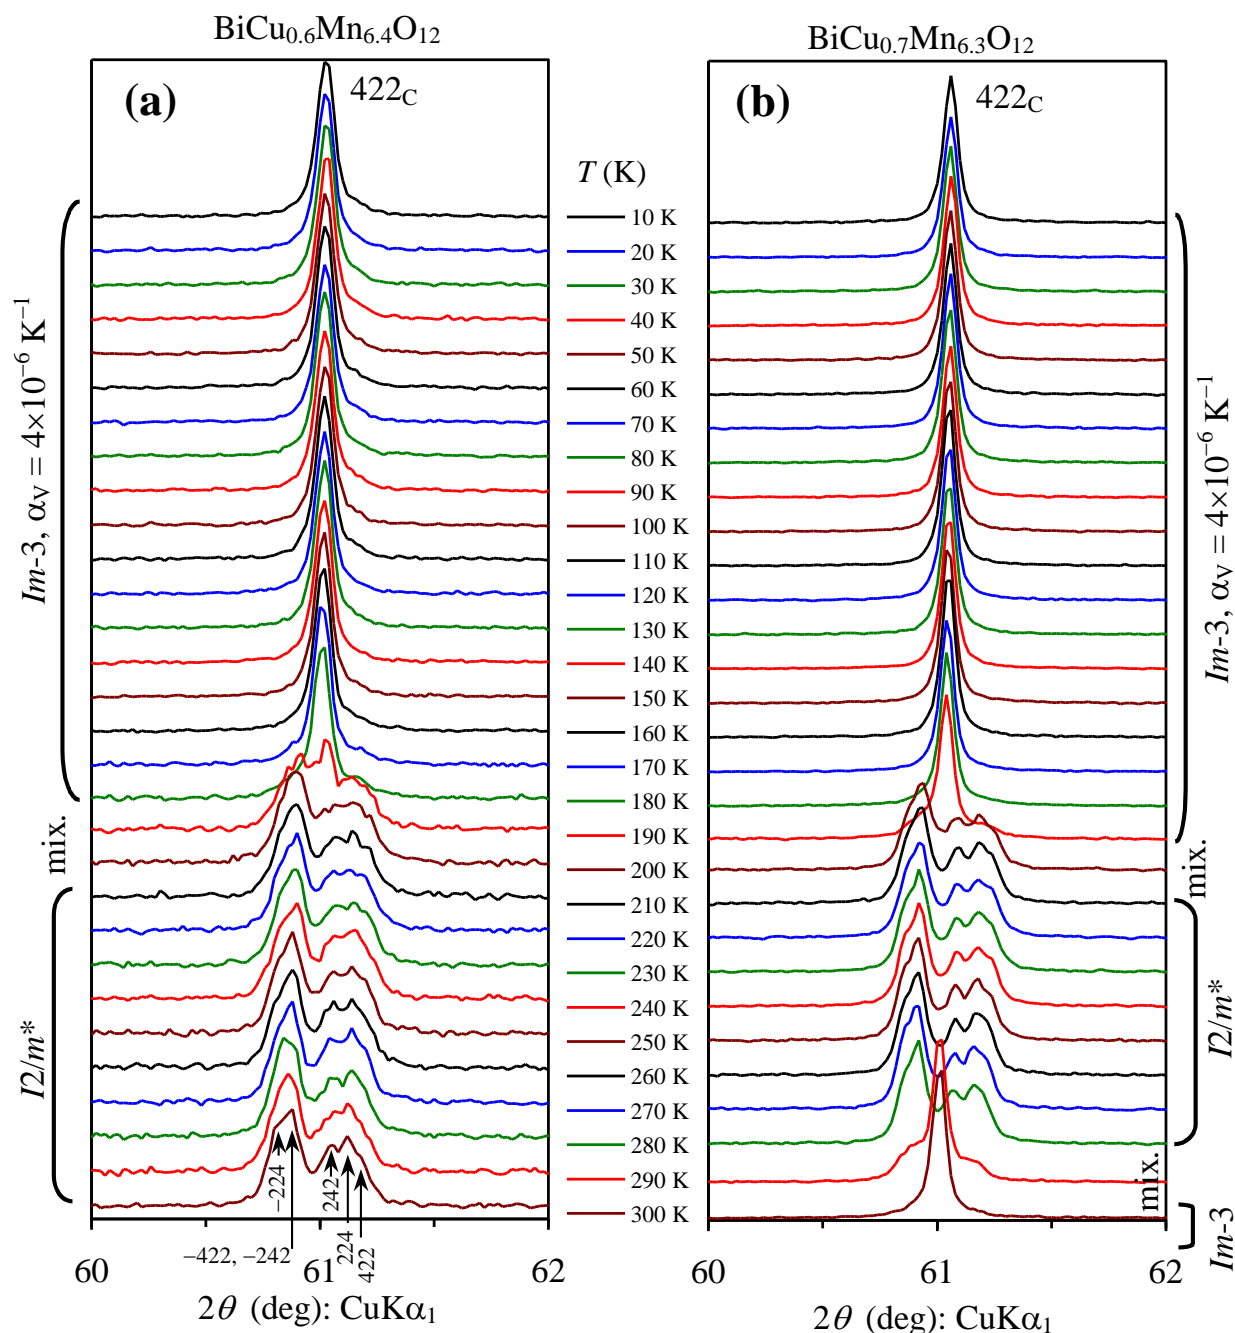 BiCu₀.₆Mn₆.₄O₁₂
BiCu₀.₇Mn₆.₃O₁₂
(a)
422C
(b)
422C
T (K)
10 K
20 K
30 K
40 K
50 K
60 K
70 K
80 K
90 K
100 K
110 K
120 K
130 K
140 K
150 K
160 K
170 K
180 K
190 K
200 K
210 K
220 K
230 K
240 K
250 K
260 K
270 K
280 K
290 K
300 K
Im-3, αV = 4×10⁻⁶ K⁻¹
mix.
I2/m*
Im-3, αV = 4×10⁻⁶ K⁻¹
mix.
I2/m*
mix.
Im-3
−224
242
−422, −242
224
422
60
61
62
60
61
62
2θ (deg): CuKα₁
2θ (deg): CuKα₁